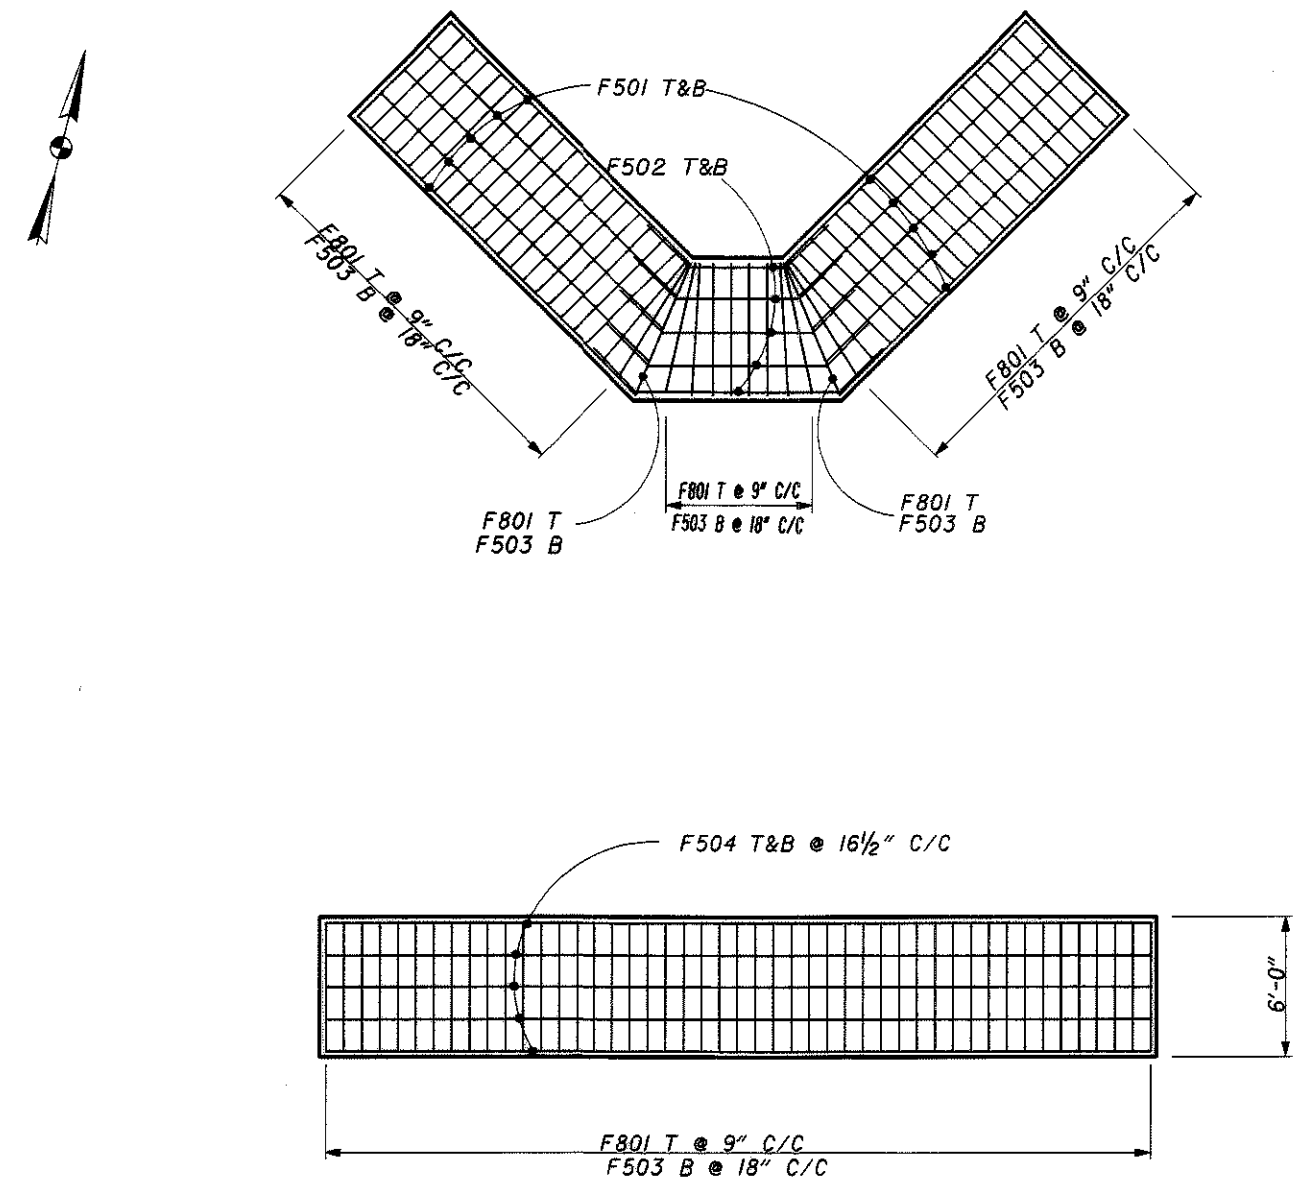 F501 T&B
F502 T&B
F801 T @ 9" C/C
F503 B @ 18" C/C
F801 T @ 9" C/C
F503 B @ 18" C/C
F801 T @ 9" C/C
F503 B @ 18" C/C
F801 T
F503 B
F801 T
F503 B
F504 T&B @ 16½" C/C
6'-0"
F801 T @ 9" C/C
F503 B @ 18" C/C